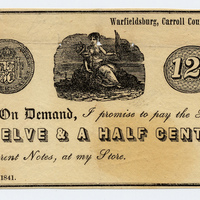 Warfieldsburg, Carroll Cou
12
On Demand, I promise to pay the
ELVE & A HALF CENT
rent Notes, at my Store.
1841.